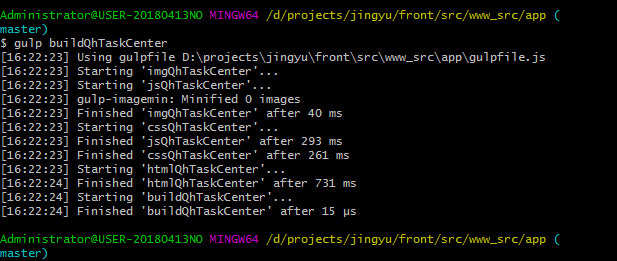 Administrator@USER-20180413NO MINGW64 /d/projects/jingyu/front/src/www_src/app (
master)
$ gulp buildQhTaskCenter
[16:22:23] Using gulpfile D:\projects\jingyu\front\src\www_src\app\gulpfile.js
[16:22:23] Starting 'imgQhTaskCenter'...
[16:22:23] Starting 'jsQhTaskCenter'...
[16:22:23] gulp-imagemin: Minified 0 images
[16:22:23] Finished 'imgQhTaskCenter' after 40 ms
[16:22:23] Starting 'cssQhTaskCenter'...
[16:22:23] Finished 'jsQhTaskCenter' after 293 ms
[16:22:23] Finished 'cssQhTaskCenter' after 261 ms
[16:22:23] Starting 'htmlQhTaskCenter'...
[16:22:24] Finished 'htmlQhTaskCenter' after 731 ms
[16:22:24] Starting 'buildQhTaskCenter'...
[16:22:24] Finished 'buildQhTaskCenter' after 15 μs
Administrator@USER-20180413NO MINGW64 /d/projects/jingyu/front/src/www_src/app (
master)